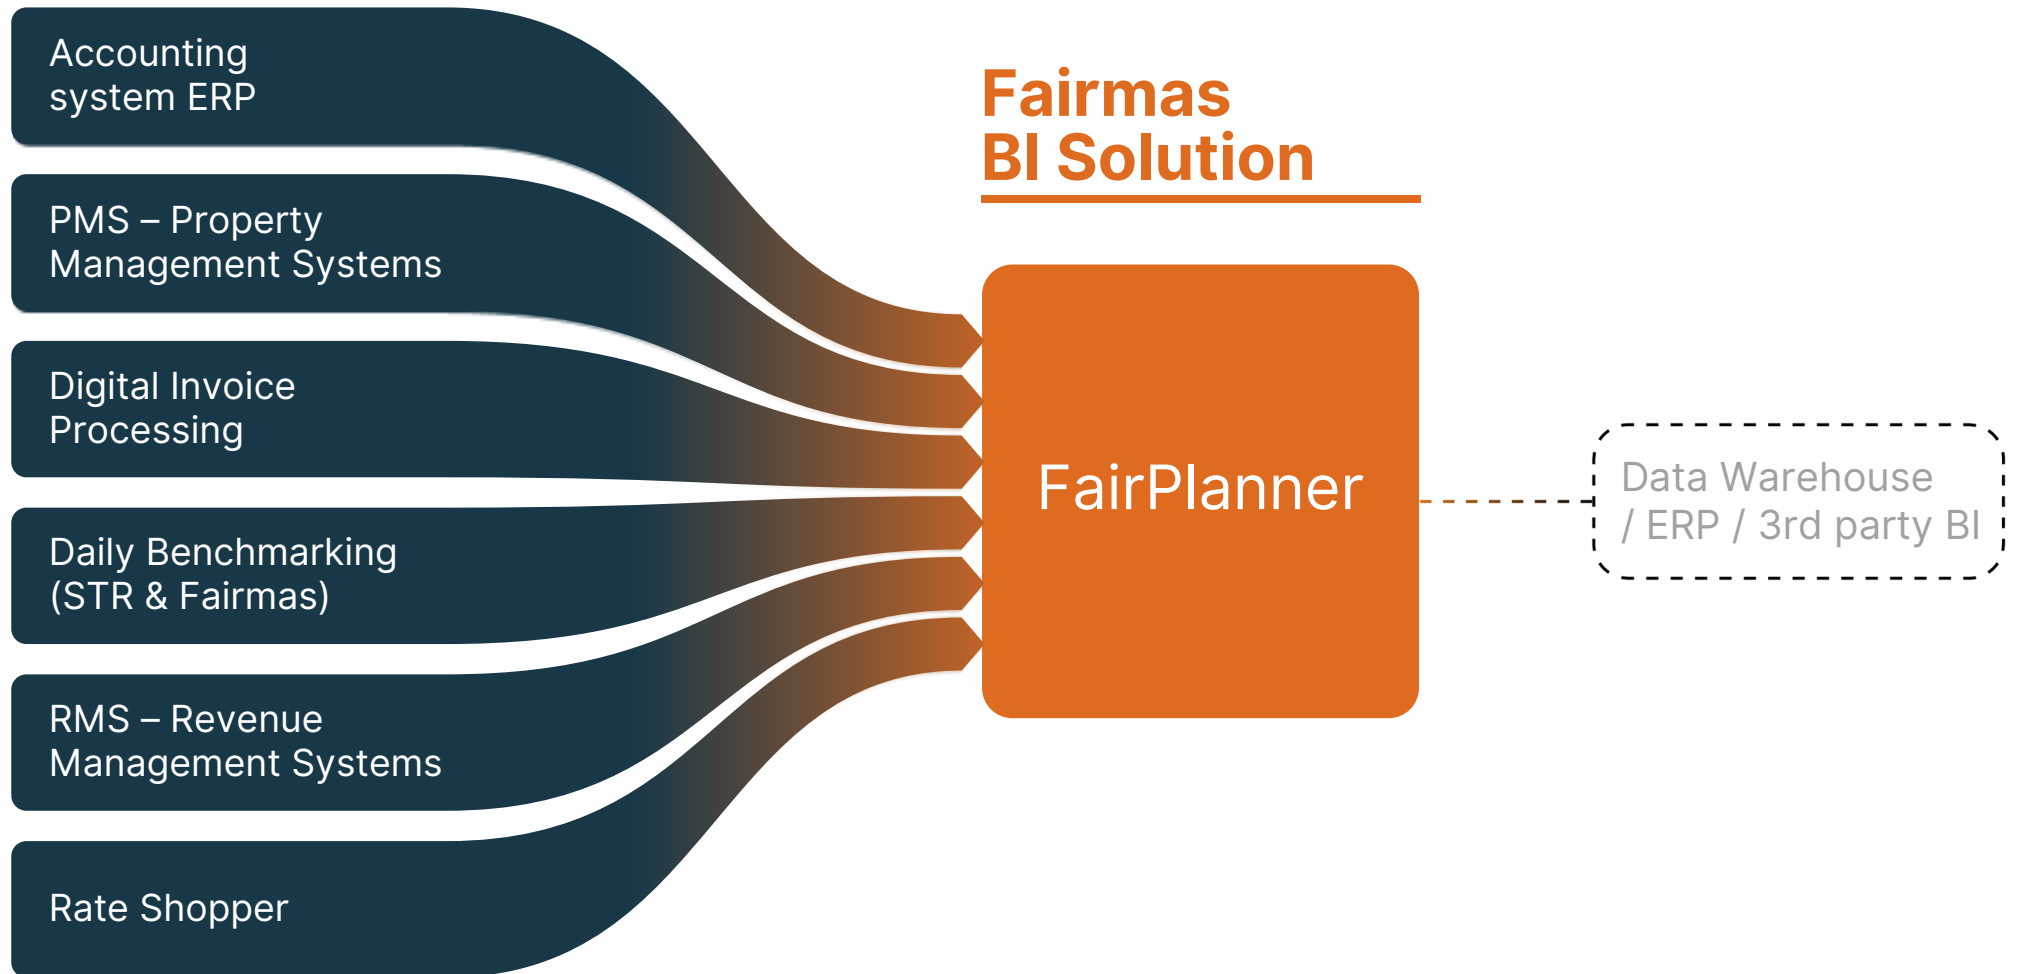 Accounting
system ERP
PMS – Property
Management Systems
Digital Invoice
Processing
Daily Benchmarking
(STR & Fairmas)
RMS – Revenue
Management Systems
Rate Shopper
Fairmas
BI Solution
FairPlanner
Data Warehouse
/ ERP / 3rd party BI